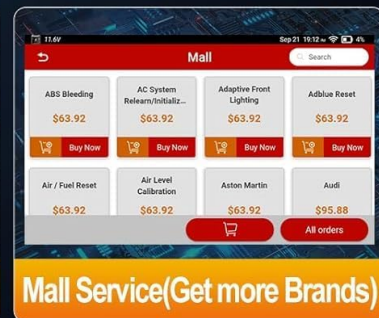 11.6V
Sep 21 19:12
4%
Mall
Search
ABS Bleeding
$63.92
Buy Now
AC System
Relearn/Initializ...
$63.92
Buy Now
Adaptive Front
Lighting
$63.92
Buy Now
Adblue Reset
$63.92
Buy Now
Air / Fuel Reset
$63.92
Air Level
Calibration
$63.92
Aston Martin
$63.92
Audi
$95.88
All orders
Mall Service(Get more Brands)